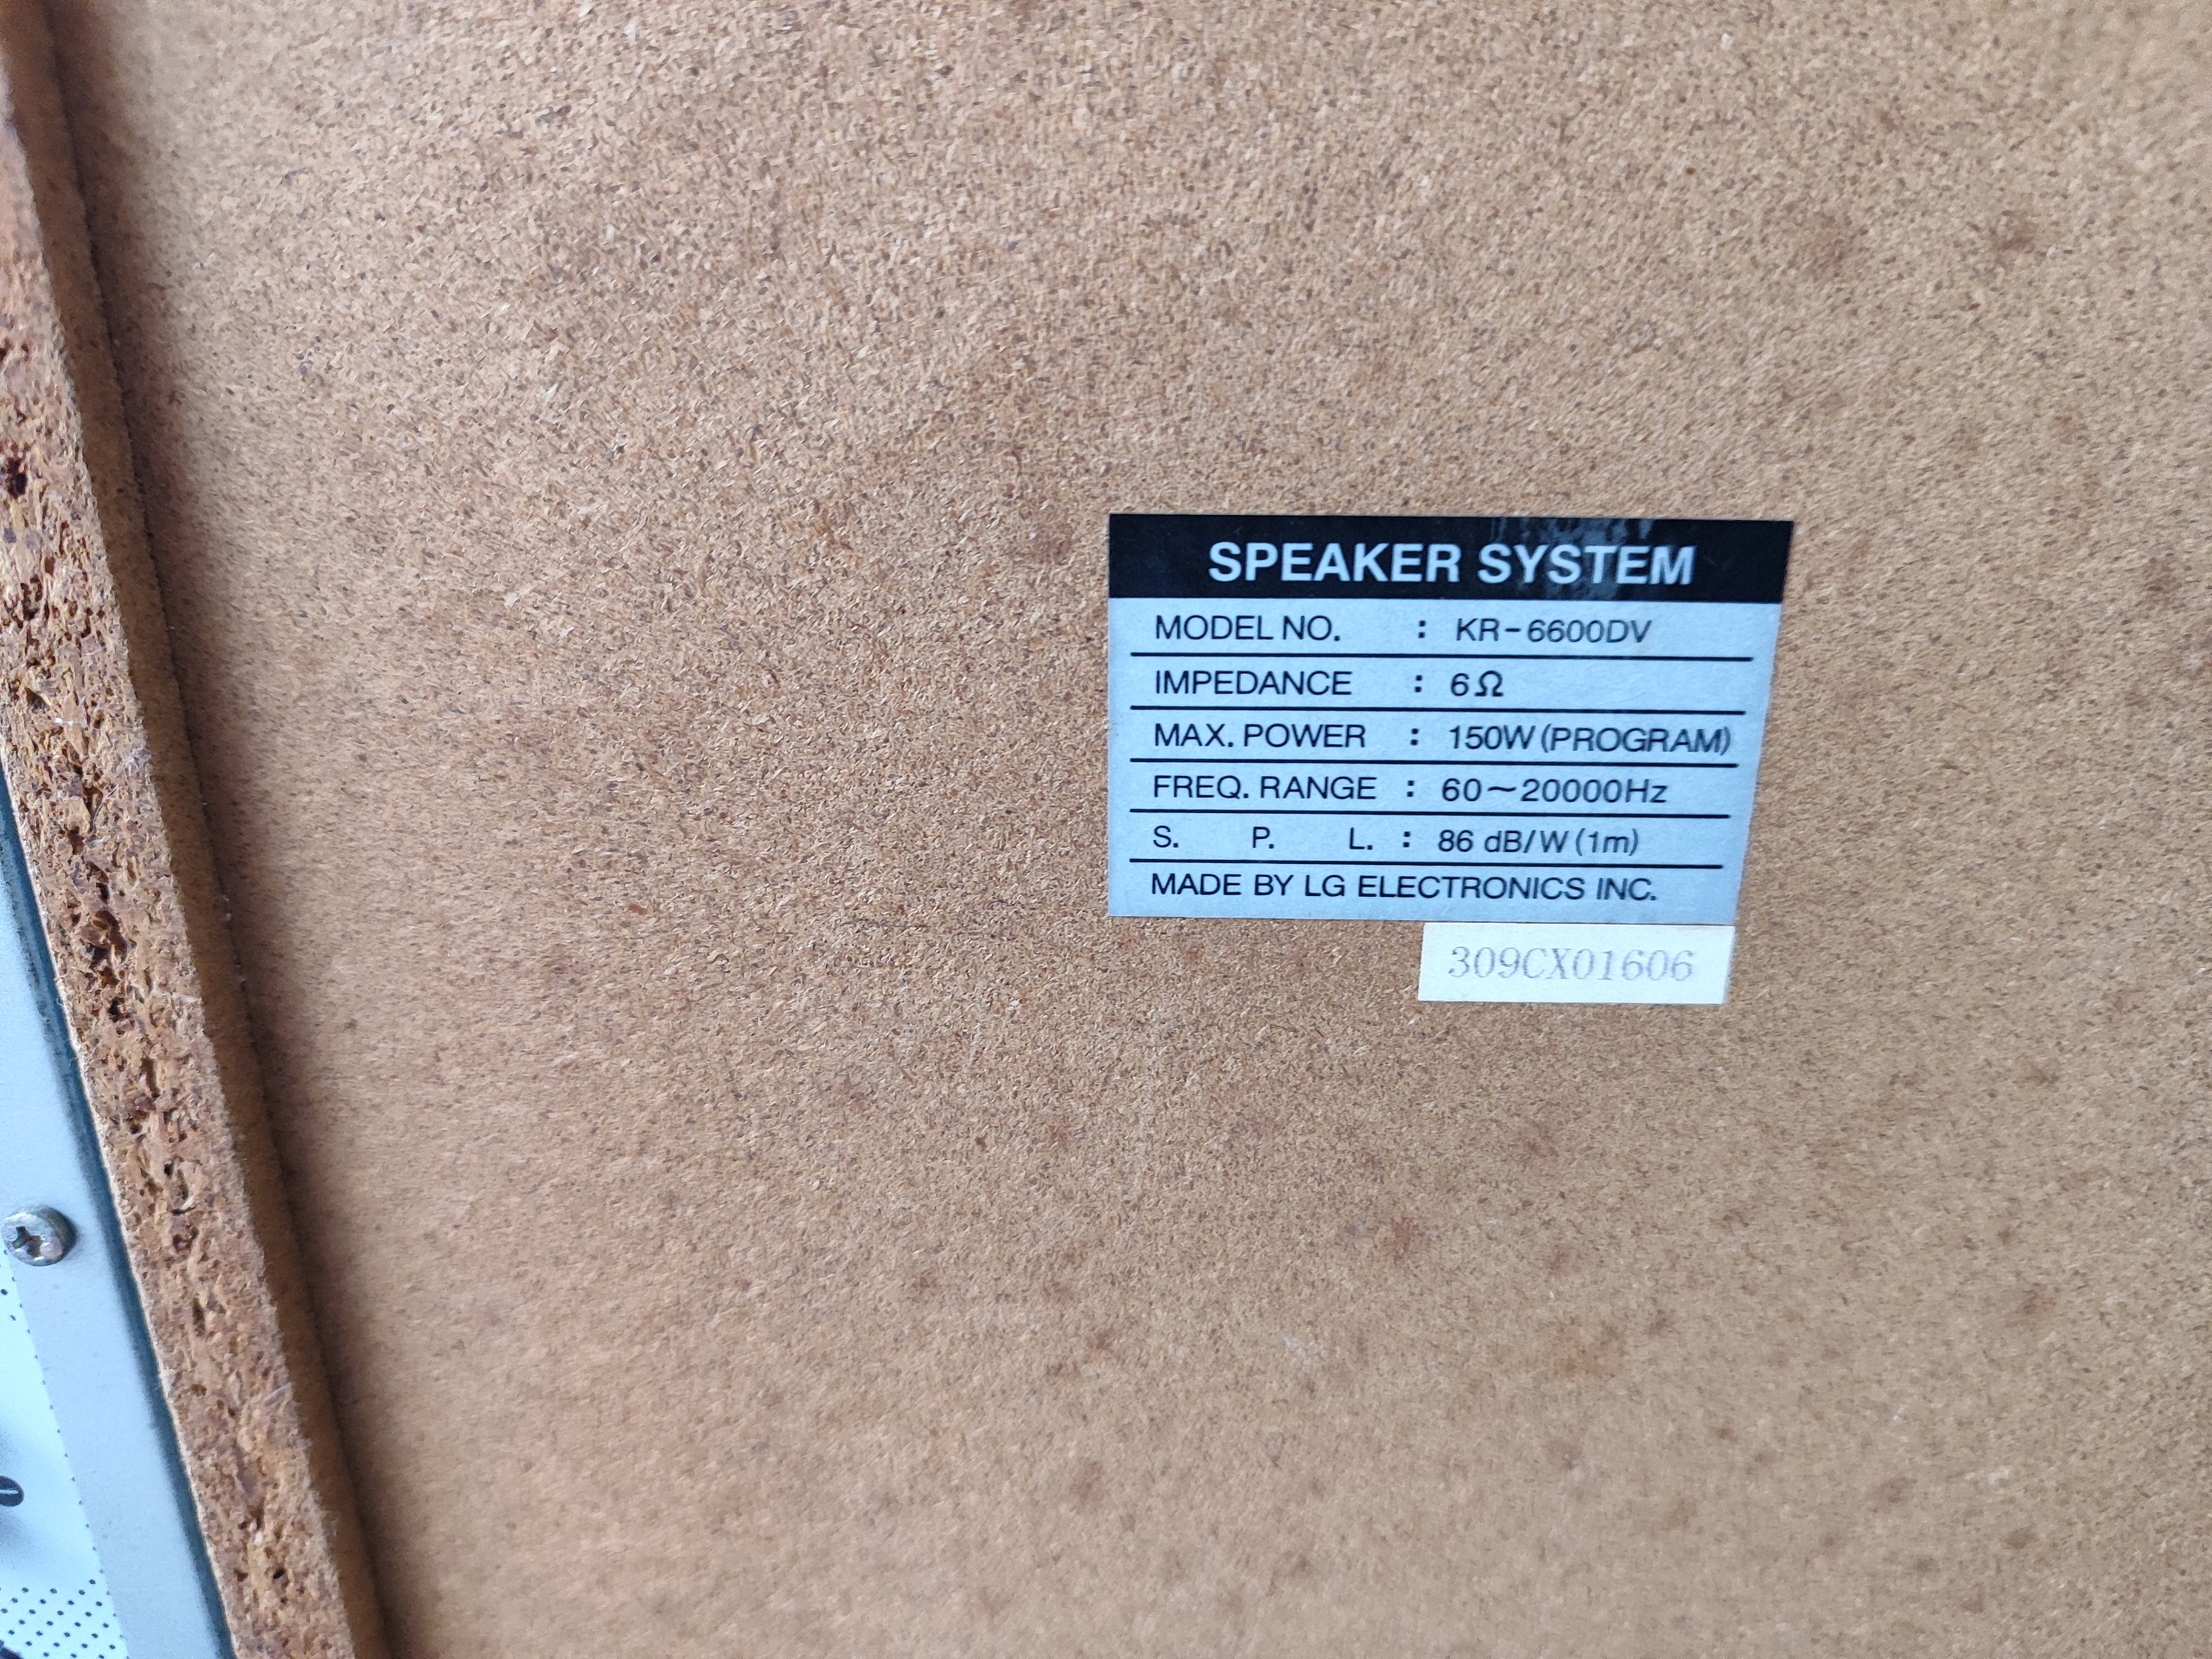 SPEAKER SYSTEM
MODEL NO. : KR-6600DV
IMPEDANCE : 6Ω
MAX. POWER : 150W (PROGRAM)
FREQ. RANGE : 60~20000Hz
S. P. L. : 86 dB/W (1m)
MADE BY LG ELECTRONICS INC.
309CX01606